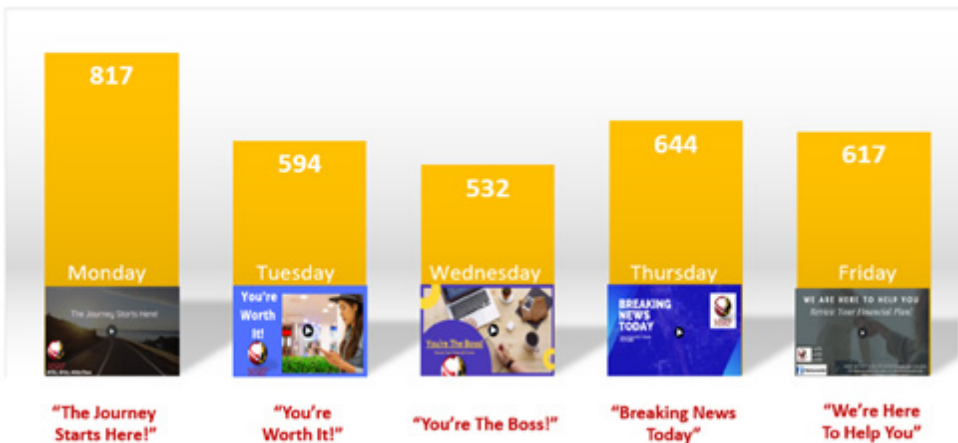 817
594
532
644
617
Monday
Tuesday
Wednesday
Thursday
Friday
The Journey Starts Here!
You're
Worth
It!
You're The Boss!
BREAKING
NEWS
TODAY
WE ARE HERE TO HELP YOU
Review Your Financial Plan!
“The Journey
Starts Here!”
“You’re
Worth It!”
“You’re The Boss!”
“Breaking News
Today”
“We’re Here
To Help You”